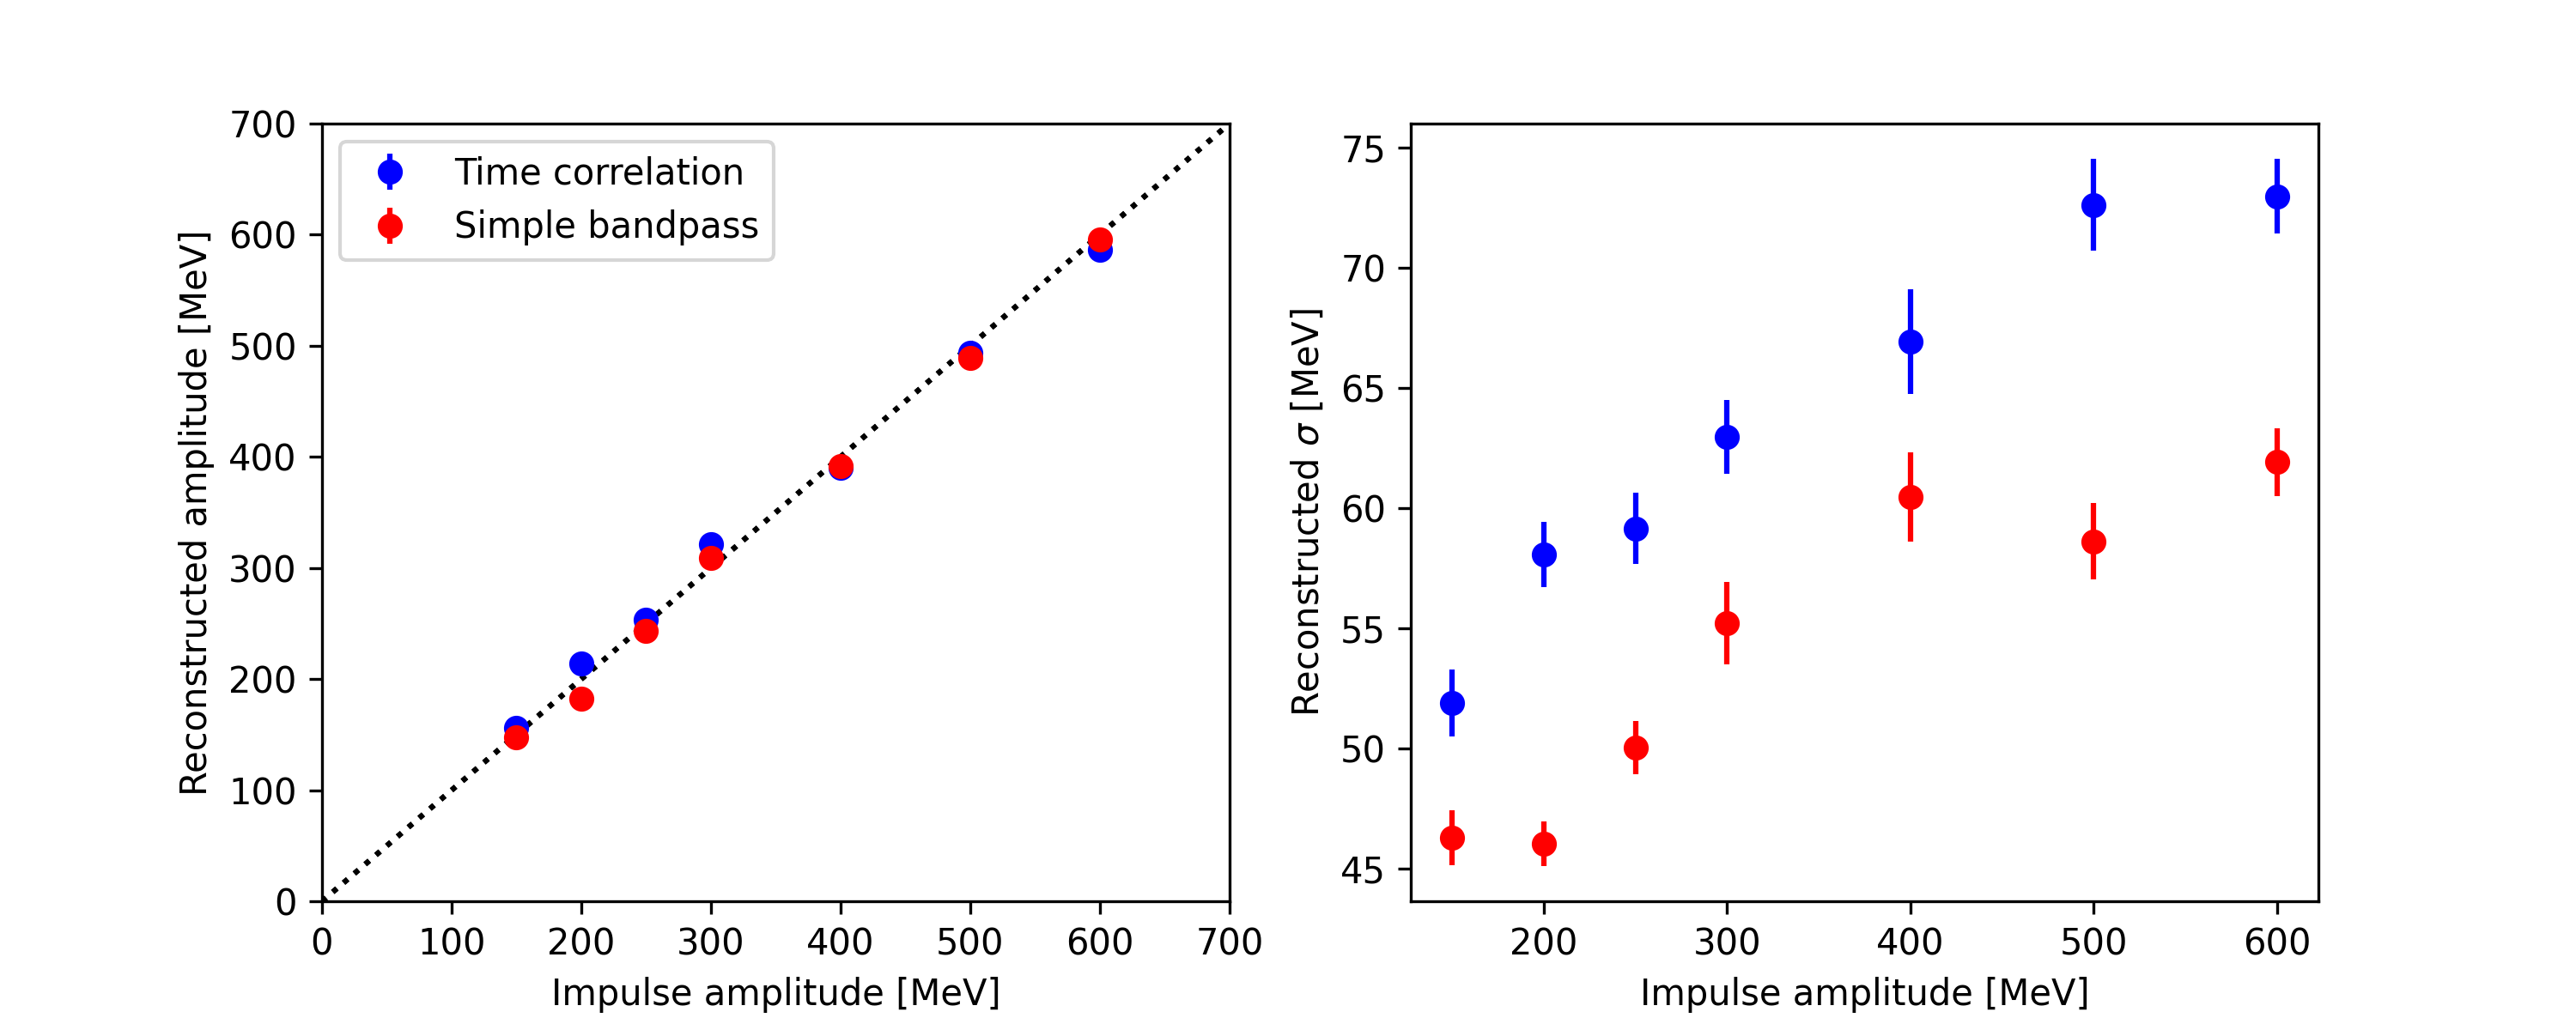 700
600
500
400
300
200
100
0
Reconstructed amplitude [MeV]
Time correlation
Simple bandpass
0 100 200 300 400 500 600 700
Impulse amplitude [MeV]
75
70
65
60
55
50
45
Reconstructed σ [MeV]
200 300 400 500 600
Impulse amplitude [MeV]